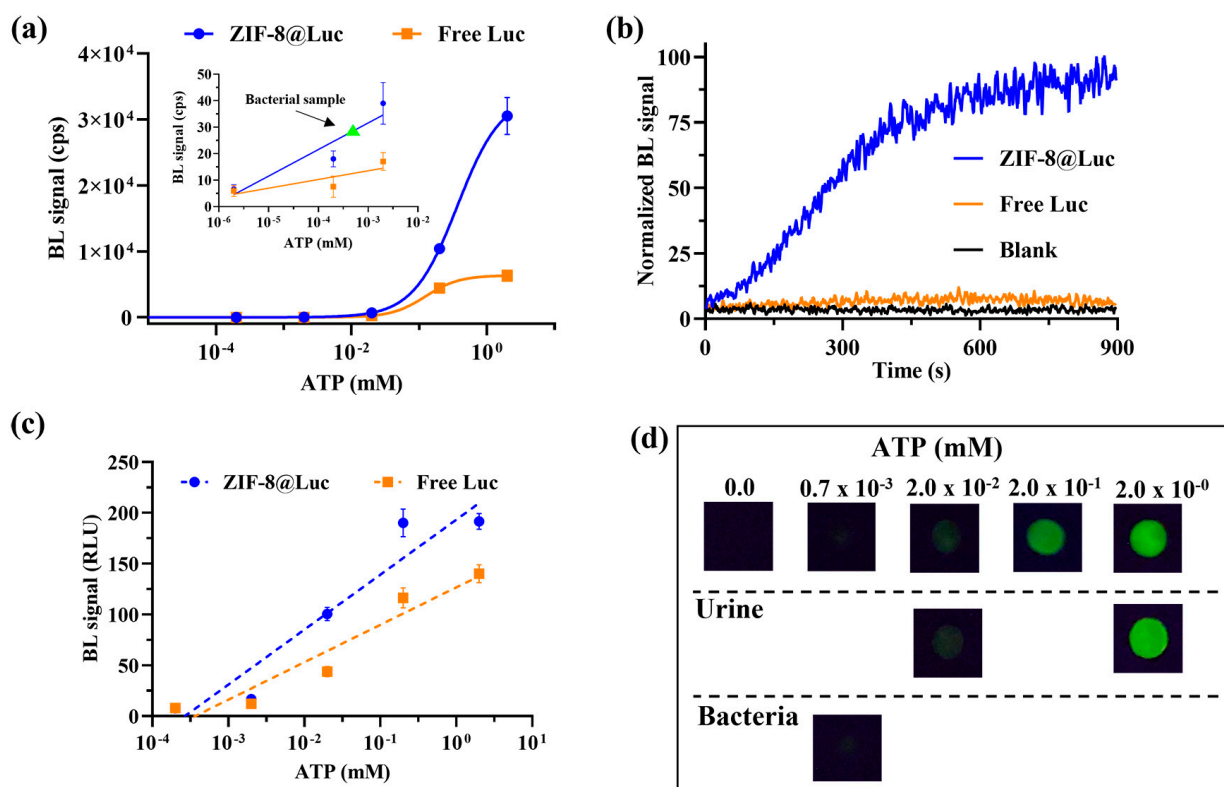 (a)
ZIF-8@Luc
Free Luc
BL signal (cps)
4×10⁴
3×10⁴
2×10⁴
1×10⁴
0
10⁻⁴
10⁻²
10⁰
ATP (mM)
BL signal (cps)
50
40
30
20
10
0
Bacterial sample
10⁻⁶
10⁻⁵
10⁻⁴
10⁻³
10⁻²
ATP (mM)
(b)
Normalized BL signal
100
75
50
25
0
ZIF-8@Luc
Free Luc
Blank
0
300
600
900
Time (s)
(c)
ZIF-8@Luc
Free Luc
BL signal (RLU)
250
200
150
100
50
0
10⁻⁴
10⁻³
10⁻²
10⁻¹
10⁰
10¹
ATP (mM)
(d)
ATP (mM)
0.0 0.7 x 10⁻³ 2.0 x 10⁻² 2.0 x 10⁻¹ 2.0 x 10⁻⁰
Urine
Bacteria